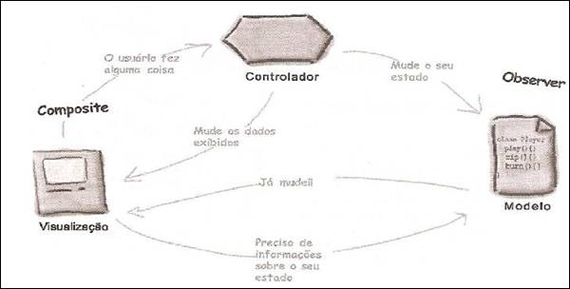 O usuário fez
alguma coisa
Controlador
Mude o seu
estado
Observer
Composite
Mude os dados
exibidos
class Player {
play(){}
rip(){}
burn(){}
}
Já mudei!
Visualização
Modelo
Preciso de
informações
sobre o seu
estado